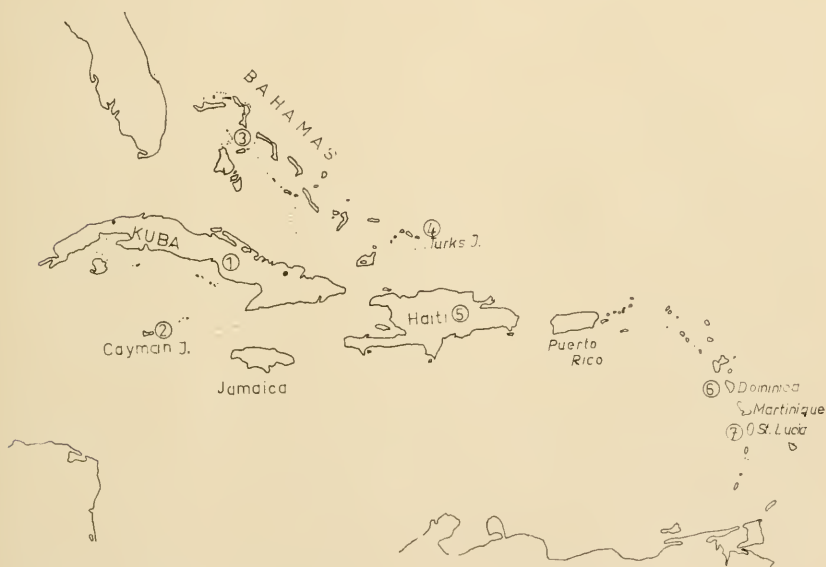 BAHAMAS
③
④
Turks J.
KUBA
①
Haiti ⑤
②
Cayman J.
Jamaica
Puerto
Rico
⑥ Dominica
Martinique
⑦ St. Lucia